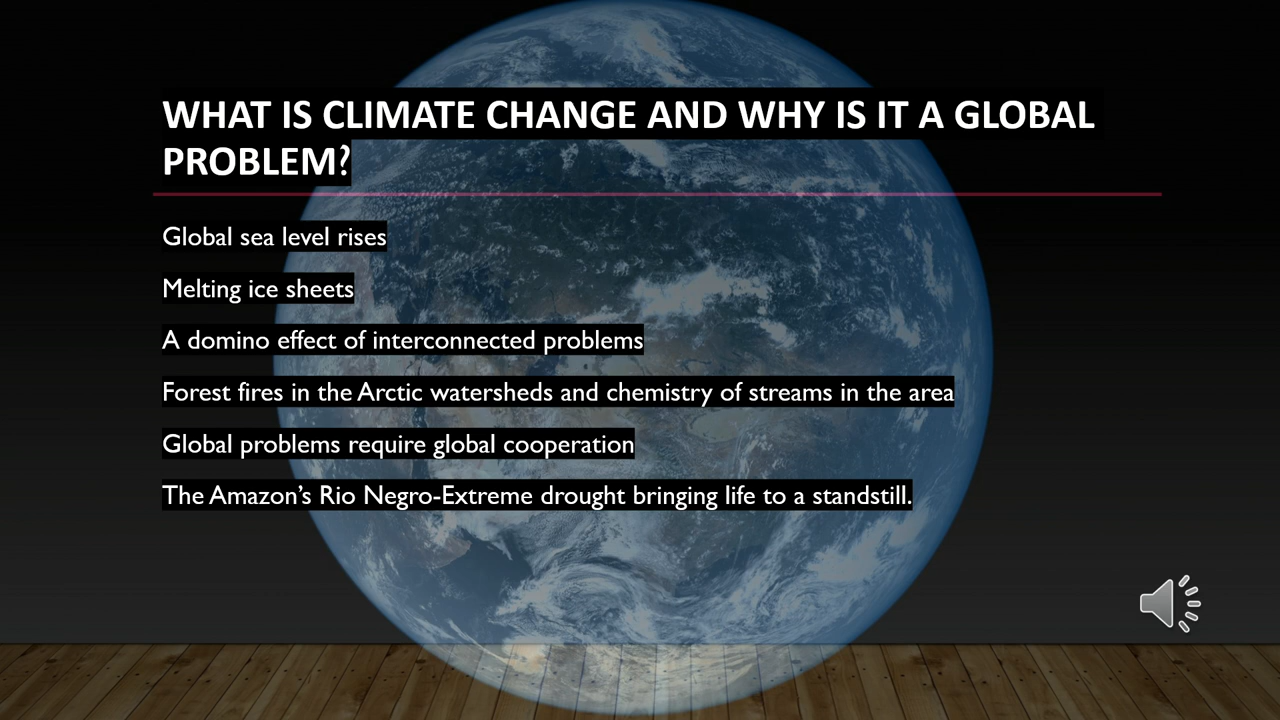 WHAT IS CLIMATE CHANGE AND WHY IS IT A GLOBAL
PROBLEM?
Global sea level rises
Melting ice sheets
A domino effect of interconnected problems
Forest fires in the Arctic watersheds and chemistry of streams in the area
Global problems require global cooperation
The Amazon’s Rio Negro-Extreme drought bringing life to a standstill.